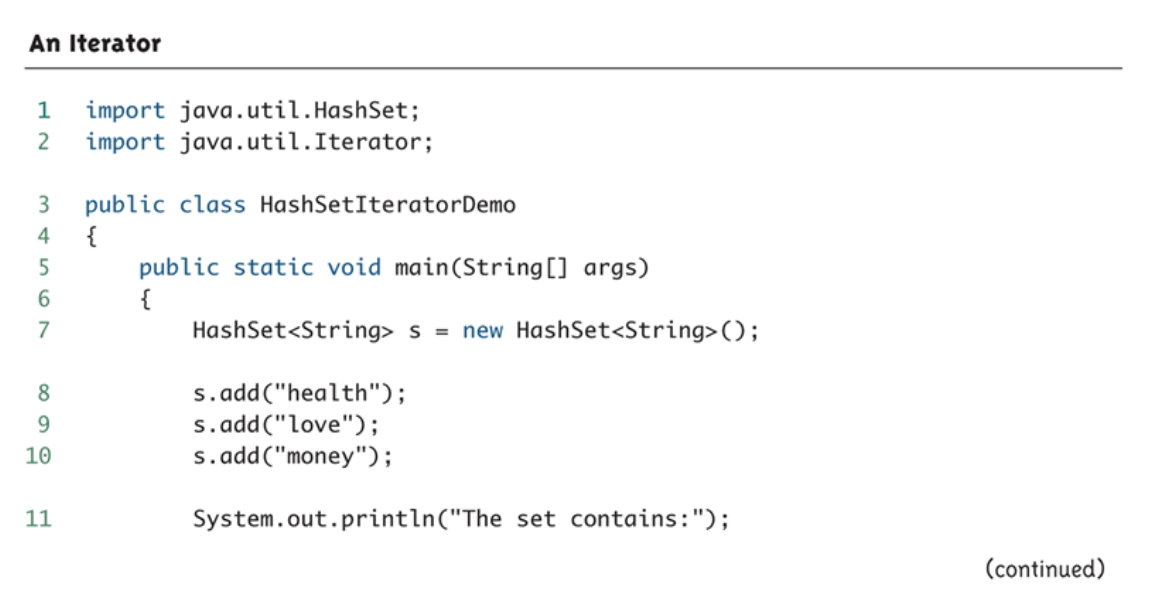 An Iterator
1 import java.util.HashSet;
2 import java.util.Iterator;
3 public class HashSetIteratorDemo
4 {
5 public static void main(String[] args)
6 {
7 HashSet<String> s = new HashSet<String>();
8 s.add("health");
9 s.add("love");
10 s.add("money");
11 System.out.println("The set contains:");
(continued)